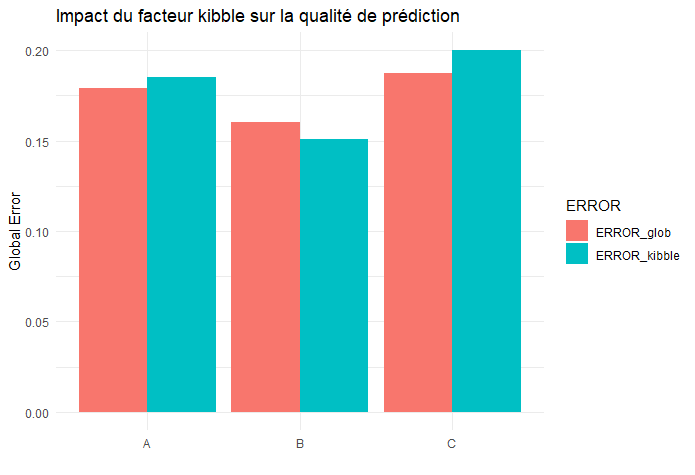 Impact du facteur kibble sur la qualité de prédiction
Global Error
0.20
0.15
0.10
0.05
0.00
A
B
C
ERROR
ERROR_glob
ERROR_kibble